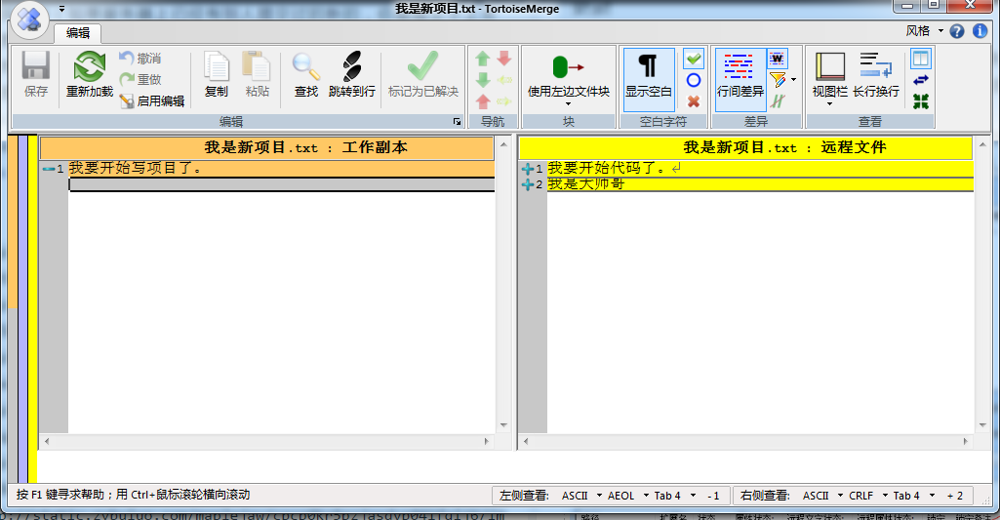 我是新项目.txt - TortoiseMerge
编辑
风格
保存
重新加载
撤消
重做
启用编辑
复制
粘贴
查找
跳转到行
标记为已解决
使用左边文件块
显示空白
行间差异
视图栏
长行换行
编辑
导航
块
空白字符
差异
查看
我是新项目.txt : 工作副本
我是新项目.txt : 远程文件
1 我要开始写项目了。
1 我要开始代码了。
2 我是大帅哥
按 F1 键寻求帮助；用 Ctrl+鼠标滚轮横向滚动
左侧查看: ASCII AEOL Tab 4 - 1
右侧查看: ASCII CRLF Tab 4 + 2